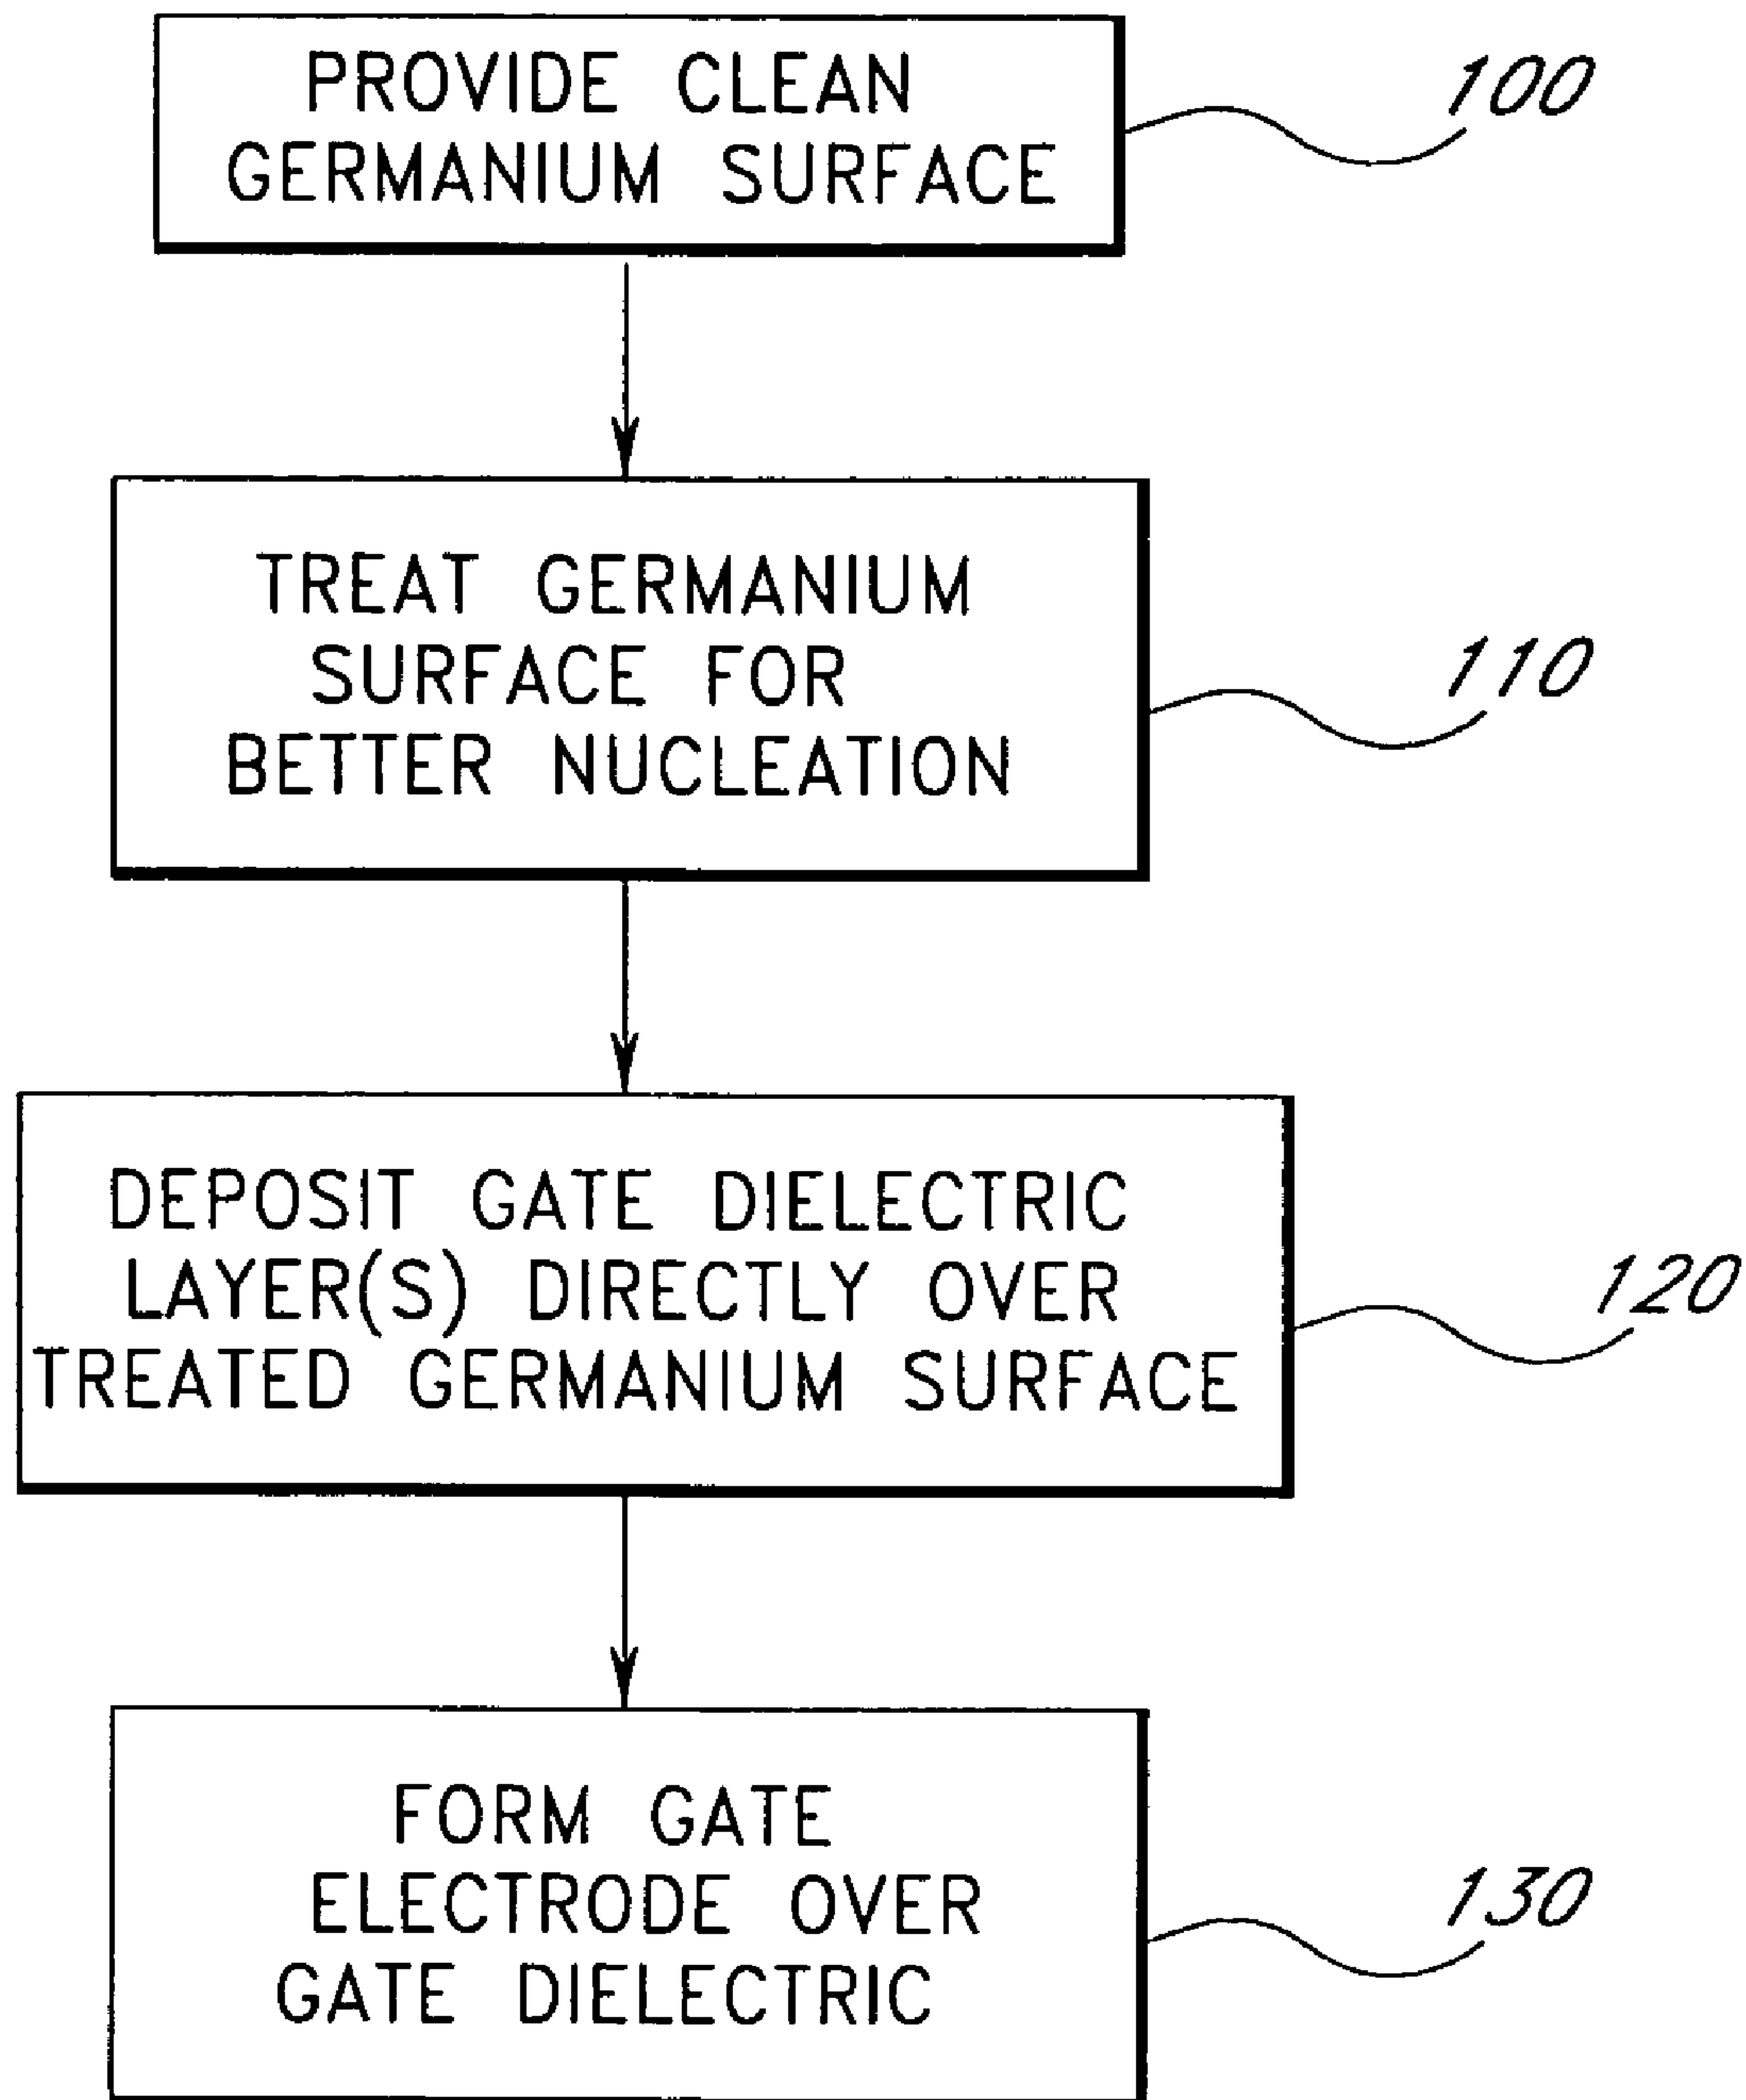 PROVIDE CLEAN
GERMANIUM SURFACE
100
TREAT GERMANIUM
SURFACE FOR
BETTER NUCLEATION
110
DEPOSIT GATE DIELECTRIC
LAYER(S) DIRECTLY OVER
TREATED GERMANIUM SURFACE
120
FORM GATE
ELECTRODE OVER
GATE DIELECTRIC
130